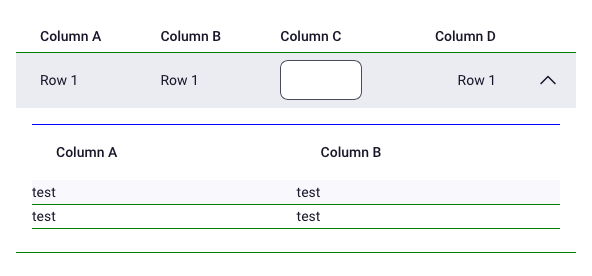 Column A Column B Column C Column D
Row 1 Row 1 Row 1
Column A Column B
test test
test test